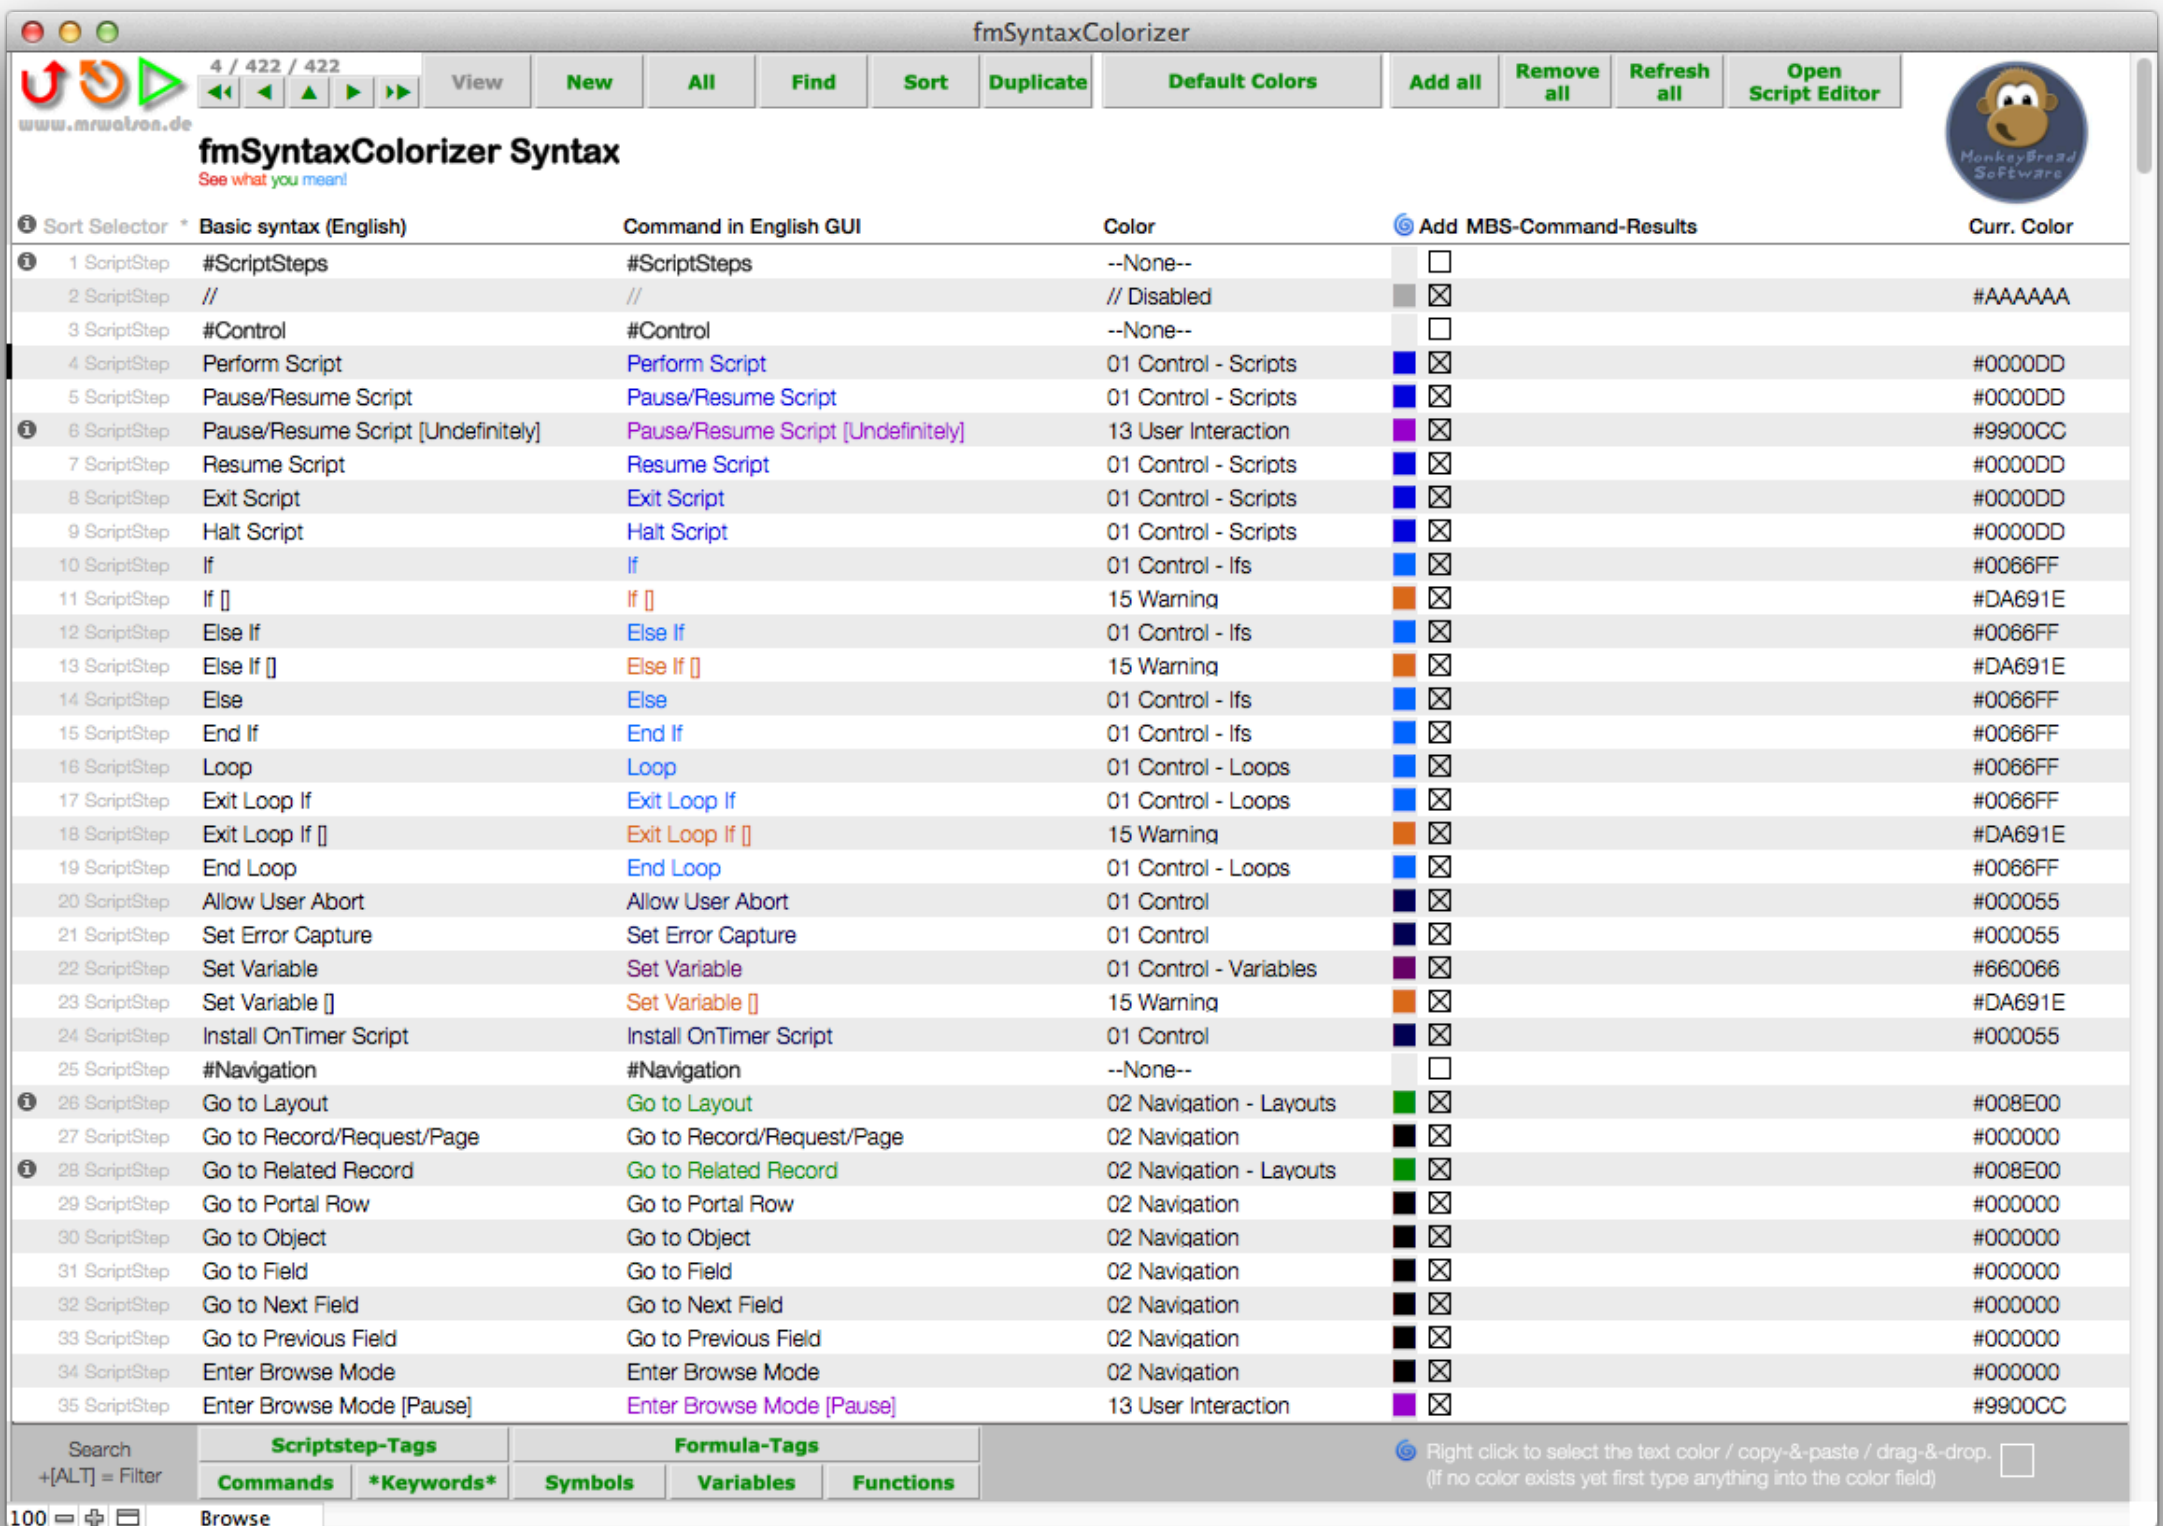 fmSyntaxColorizer
4 / 422 / 422
View New All Find Sort Duplicate Default Colors Add all Remove all Refresh all Open Script Editor
www.mrwatson.de
fmSyntaxColorizer Syntax
See what you mean!
MonkeyBread Software
Sort Selector * Basic syntax (English) Command in English GUI Color Add MBS-Command-Results Curr. Color
1 ScriptStep #ScriptSteps #ScriptSteps --None--
2 ScriptStep // // // Disabled #AAAAAA
3 ScriptStep #Control #Control --None--
4 ScriptStep Perform Script Perform Script 01 Control - Scripts #0000DD
5 ScriptStep Pause/Resume Script Pause/Resume Script 01 Control - Scripts #0000DD
6 ScriptStep Pause/Resume Script [Undefinitely] Pause/Resume Script [Undefinitely] 13 User Interaction #9900CC
7 ScriptStep Resume Script Resume Script 01 Control - Scripts #0000DD
8 ScriptStep Exit Script Exit Script 01 Control - Scripts #0000DD
9 ScriptStep Halt Script Halt Script 01 Control - Scripts #0000DD
10 ScriptStep If If 01 Control - Ifs #0066FF
11 ScriptStep If [] If [] 15 Warning #DA691E
12 ScriptStep Else If Else If 01 Control - Ifs #0066FF
13 ScriptStep Else If [] Else If [] 15 Warning #DA691E
14 ScriptStep Else Else 01 Control - Ifs #0066FF
15 ScriptStep End If End If 01 Control - Ifs #0066FF
16 ScriptStep Loop Loop 01 Control - Loops #0066FF
17 ScriptStep Exit Loop If Exit Loop If 01 Control - Loops #0066FF
18 ScriptStep Exit Loop If [] Exit Loop If [] 15 Warning #DA691E
19 ScriptStep End Loop End Loop 01 Control - Loops #0066FF
20 ScriptStep Allow User Abort Allow User Abort 01 Control #000055
21 ScriptStep Set Error Capture Set Error Capture 01 Control #000055
22 ScriptStep Set Variable Set Variable 01 Control - Variables #660066
23 ScriptStep Set Variable [] Set Variable [] 15 Warning #DA691E
24 ScriptStep Install OnTimer Script Install OnTimer Script 01 Control #000055
25 ScriptStep #Navigation #Navigation --None--
26 ScriptStep Go to Layout Go to Layout 02 Navigation - Layouts #008E00
27 ScriptStep Go to Record/Request/Page Go to Record/Request/Page 02 Navigation #000000
28 ScriptStep Go to Related Record Go to Related Record 02 Navigation - Layouts #008E00
29 ScriptStep Go to Portal Row Go to Portal Row 02 Navigation #000000
30 ScriptStep Go to Object Go to Object 02 Navigation #000000
31 ScriptStep Go to Field Go to Field 02 Navigation #000000
32 ScriptStep Go to Next Field Go to Next Field 02 Navigation #000000
33 ScriptStep Go to Previous Field Go to Previous Field 02 Navigation #000000
34 ScriptStep Enter Browse Mode Enter Browse Mode 02 Navigation #000000
35 ScriptStep Enter Browse Mode [Pause] Enter Browse Mode [Pause] 13 User Interaction #9900CC
Search
+[ALT] = Filter
Scriptstep-Tags Formula-Tags
Commands *Keywords* Symbols Variables Functions
Right click to select the text color / copy-&-paste / drag-&-drop.
(If no color exists yet first type anything into the color field)
100 Browse